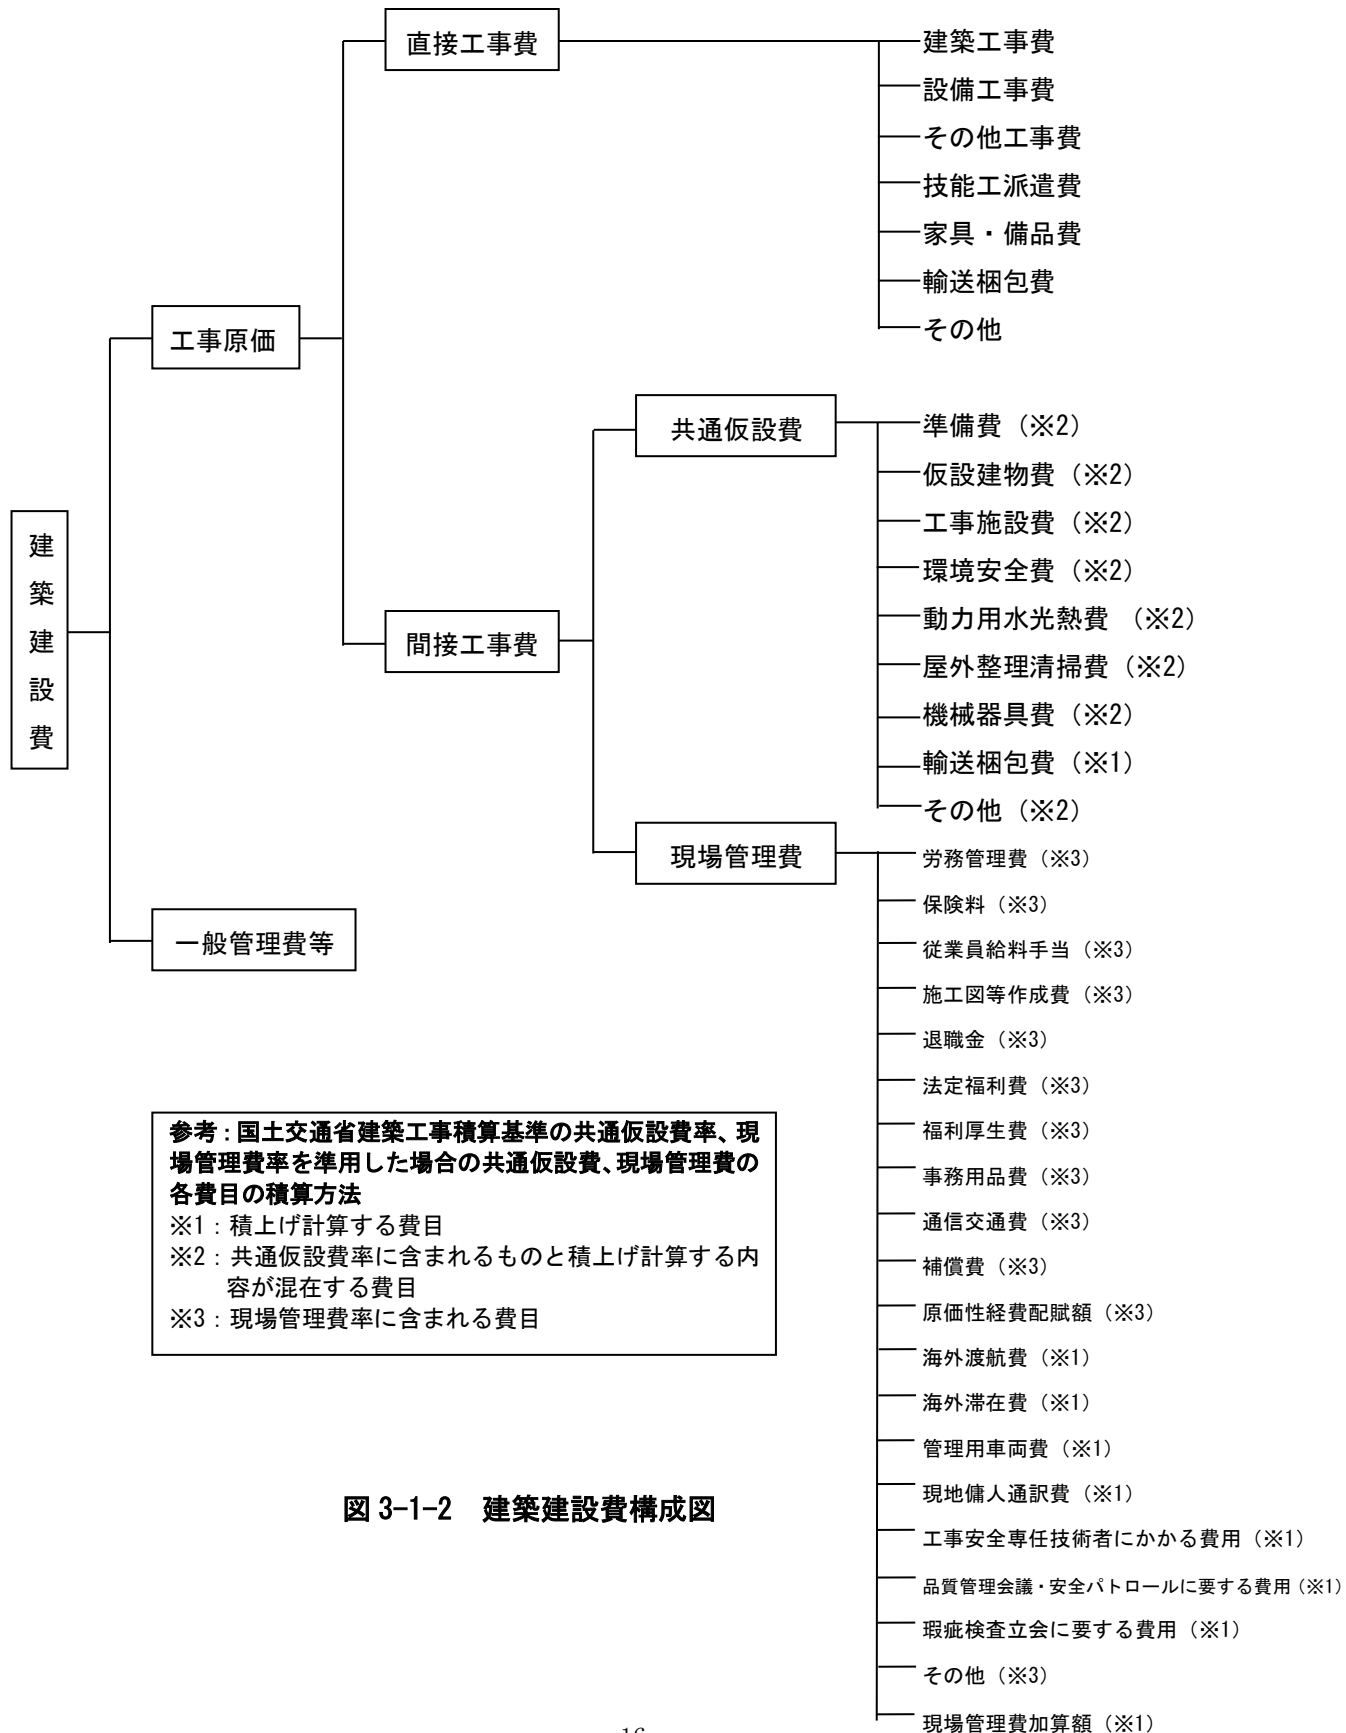 建築建設費
工事原価
一般管理費等
直接工事費
間接工事費
建築工事費
設備工事費
その他工事費
技能工派遣費
家具・備品費
輸送梱包費
その他
共通仮設費
準備費（※2）
仮設建物費（※2）
工事施設費（※2）
環境安全費（※2）
動力用水光熱費 （※2）
屋外整理清掃費（※2）
機械器具費（※2）
輸送梱包費（※1）
その他（※2）
現場管理費
労務管理費（※3）
保険料（※3）
従業員給料手当（※3）
施工図等作成費（※3）
退職金（※3）
法定福利費（※3）
福利厚生費（※3）
事務用品費（※3）
通信交通費（※3）
補償費（※3）
原価性経費配賦額（※3）
海外渡航費（※1）
海外滞在費（※1）
管理用車両費（※1）
現地傭人通訳費（※1）
工事安全専任技術者にかかる費用（※1）
品質管理会議・安全パトロールに要する費用（※1）
瑕疵検査立会に要する費用（※1）
その他（※3）
現場管理費加算額（※1）
参考：国土交通省建築工事積算基準の共通仮設費率、現
場管理費率を準用した場合の共通仮設費、現場管理費の
各費目の積算方法
※1：積上げ計算する費目
※2：共通仮設費率に含まれるものと積上げ計算する内
容が混在する費目
※3：現場管理費率に含まれる費目
図 3-1-2 建築建設費構成図